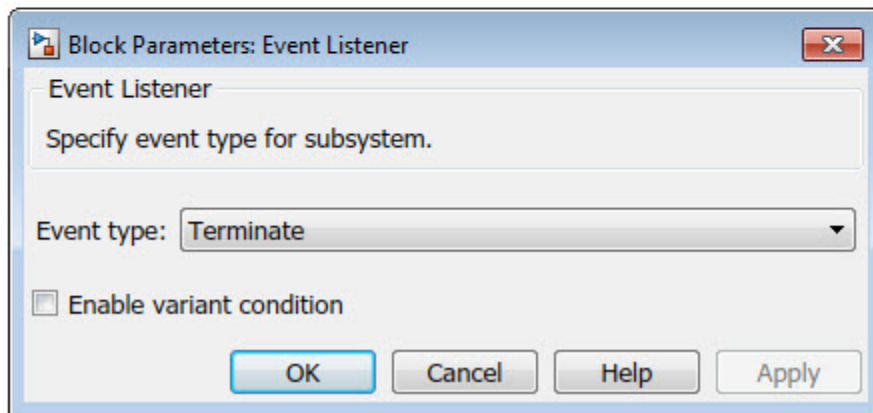 Block Parameters: Event Listener
Event Listener
Specify event type for subsystem.
Event type: Terminate
Enable variant condition
OK Cancel Help Apply